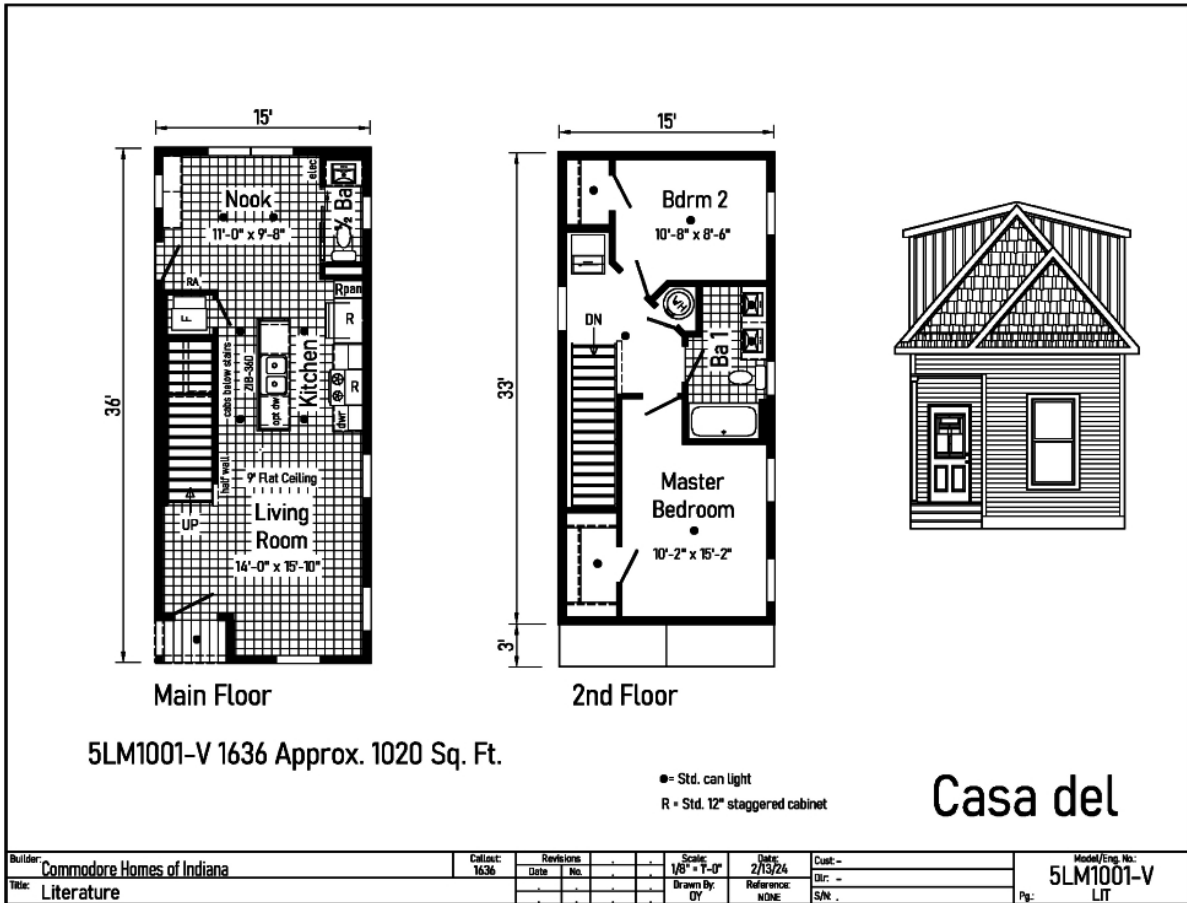 15'
36'
Nook
11'-0" x 9'-8"
elec
½ Ba
RA
Rpan
F
R
cabs below stairs
ZIB-36D
Kitchen
R
opt dw
dwr
half wall
9' Flat Ceiling
UP
Living
Room
14'-0" x 15'-10"
Main Floor
15'
33'
3'
Bdrm 2
10'-8" x 8'-6"
WH
DN
Ba 1
Master
Bedroom
10'-2" x 15'-2"
2nd Floor
5LM1001-V 1636 Approx. 1020 Sq. Ft.
●= Std. can light
R = Std. 12" staggered cabinet
Casa del
Builder: Commodore Homes of Indiana
Title: Literature
Callout:
1636
Revisions
Date No.
Scale:
1/8" = 1'-0"
Drawn By:
OY
Date:
2/13/24
Reference:
NONE
Cust: -
Dlr: -
S/N: .
Model/Eng. No.:
5LM1001-V
Pg.: LIT